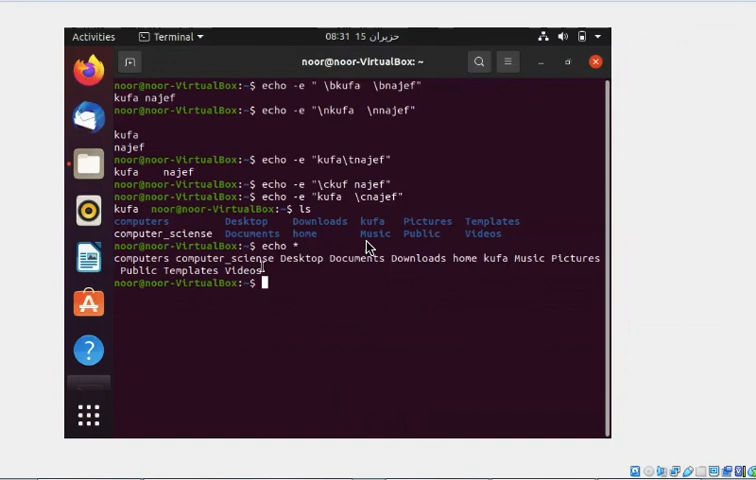 Activities Terminal 08:31 15 حزيران
noor@noor-VirtualBox: ~
noor@noor-VirtualBox:~$ echo -e " \bkufa  \bnajef"
kufa najef
noor@noor-VirtualBox:~$ echo -e "\nkufa  \nnajef"
kufa
najef
noor@noor-VirtualBox:~$ echo -e "kufa\tnajef"
kufa    najef
noor@noor-VirtualBox:~$ echo -e "\ckuf najef"
noor@noor-VirtualBox:~$ echo -e "kufa  \cnajef"
kufa  noor@noor-VirtualBox:~$ ls
computers Desktop Downloads kufa Pictures Templates
computer_sciense Documents home Music Public Videos
noor@noor-VirtualBox:~$ echo *
computers computer_sciense Desktop Documents Downloads home kufa Music Pictures
Public Templates Videos
noor@noor-VirtualBox:~$